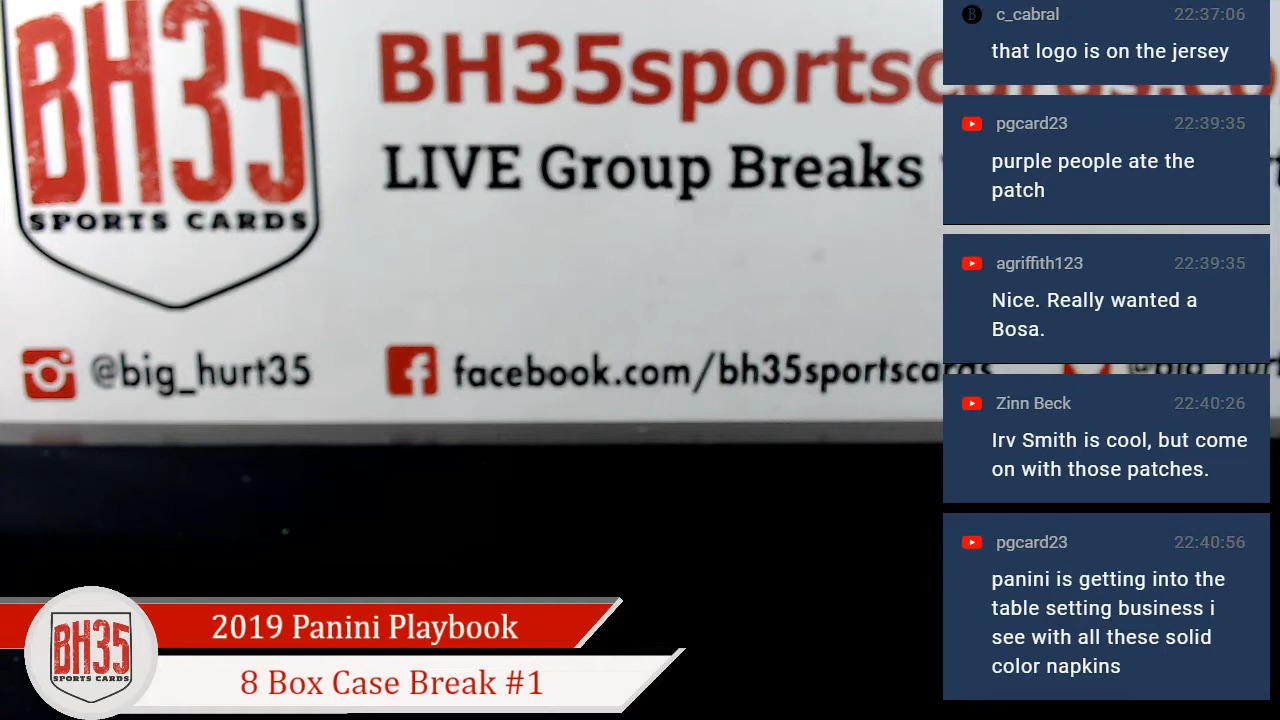 BH35
SPORTS CARDS
BH35sportscards.co
LIVE Group Breaks
@big_hurt35
facebook.com/bh35sportscards
@big_hurt
2019 Panini Playbook
8 Box Case Break #1
BH35
SPORTS CARDS
c_cabral 22:37:06
that logo is on the jersey
pgcard23 22:39:35
purple people ate the
patch
agriffith123 22:39:35
Nice. Really wanted a
Bosa.
Zinn Beck 22:40:26
Irv Smith is cool, but come
on with those patches.
pgcard23 22:40:56
panini is getting into the
table setting business i
see with all these solid
color napkins